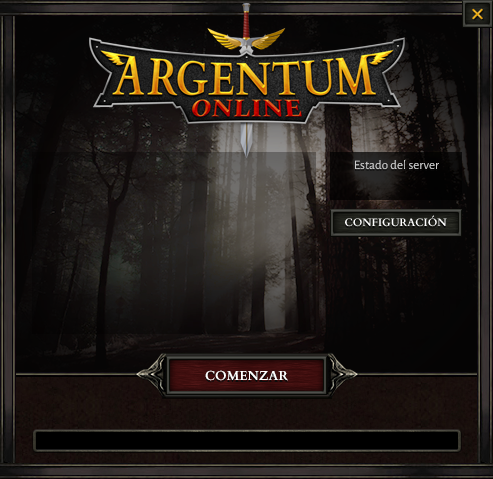 ARGENTUM
ONLINE
Estado del server
CONFIGURACIÓN
COMENZAR